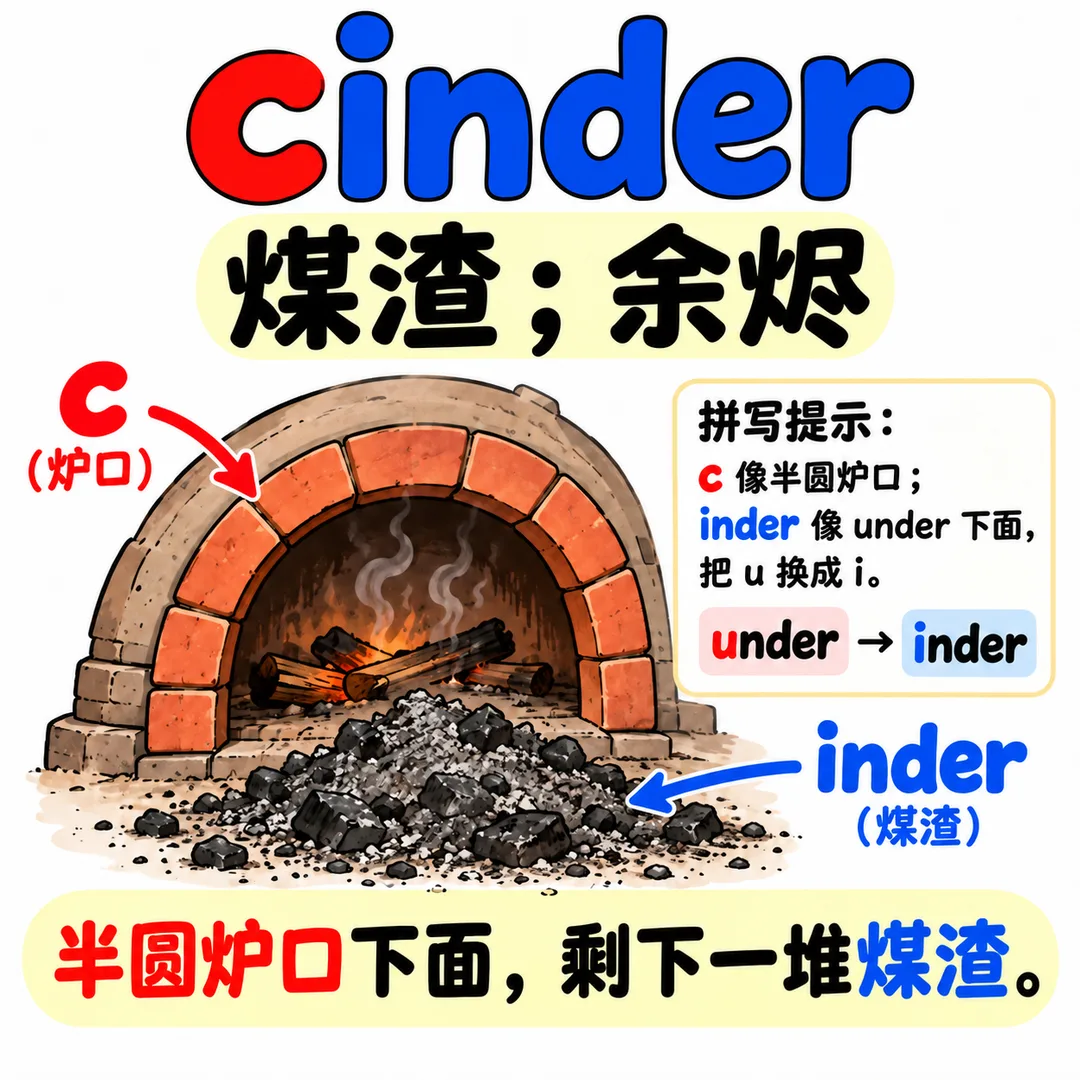 cinder
煤渣；余烬
c
（炉口）
拼写提示：
c 像半圆炉口；
inder 像 under 下面，
把 u 换成 i。
under → inder
inder
（煤渣）
半圆炉口下面，剩下一堆煤渣。